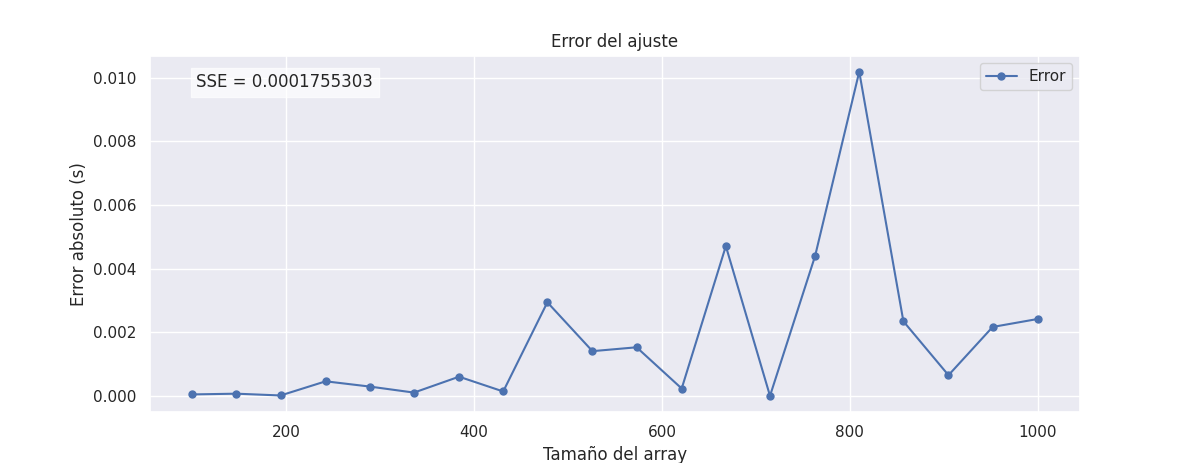 Error del ajuste
SSE = 0.0001755303
Error
Error absoluto (s)
0.010
0.008
0.006
0.004
0.002
0.000
200
400
600
800
1000
Tamaño del array